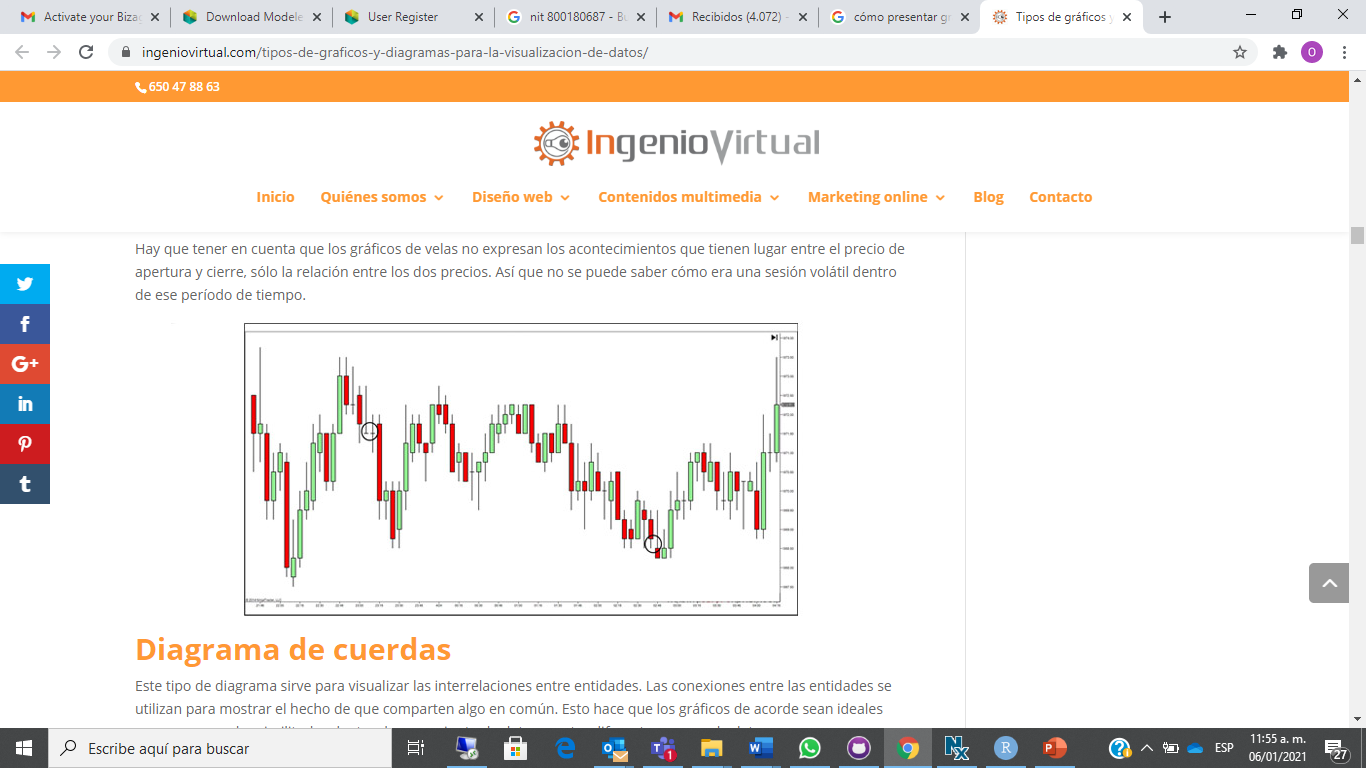 Activate your Biza
Download Modele
User Register
nit 800180687 - Bu
Recibidos (4.072) -
cómo presentar gr
Tipos de gráficos y
ingeniovirtual.com/tipos-de-graficos-y-diagramas-para-la-visualizacion-de-datos/
O
650 47 88 63
IngenioVirtual
Inicio
Quiénes somos
Diseño web
Contenidos multimedia
Marketing online
Blog
Contacto
Hay que tener en cuenta que los gráficos de velas no expresan los acontecimientos que tienen lugar entre el precio de
apertura y cierre, sólo la relación entre los dos precios. Así que no se puede saber cómo era una sesión volátil dentro
de ese período de tiempo.
Diagrama de cuerdas
Este tipo de diagrama sirve para visualizar las interrelaciones entre entidades. Las conexiones entre las entidades se
utilizan para mostrar el hecho de que comparten algo en común. Esto hace que los gráficos de acorde sean ideales
Escribe aquí para buscar
ESP
11:55 a. m.
06/01/2021
27